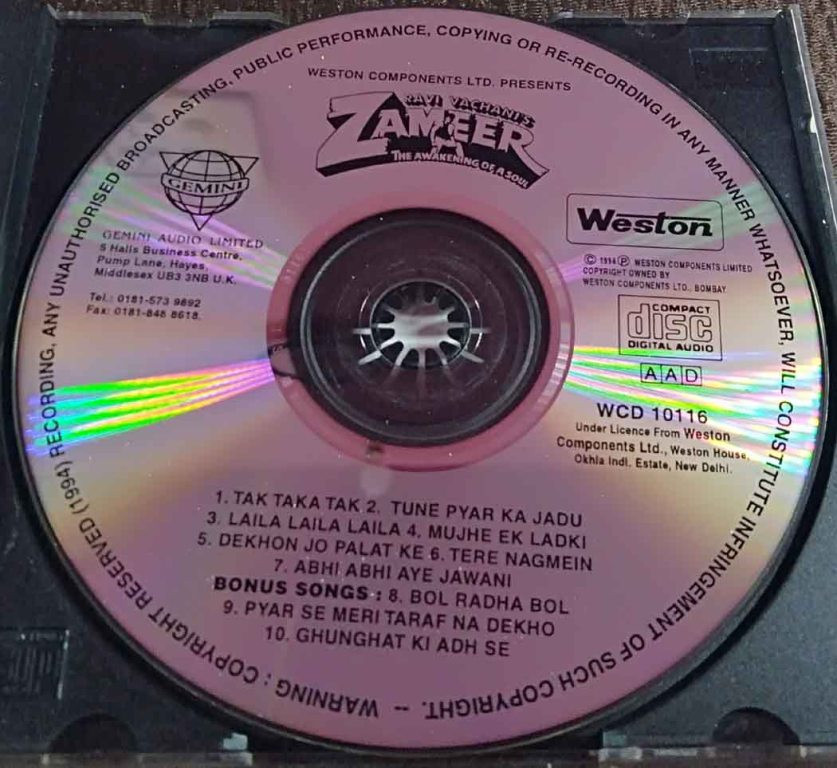 WARNING : COPYRIGHT RESERVED (1994) RECORDING, ANY UNAUTHORISED BROADCASTING, PUBLIC PERFORMANCE, COPYING OR RE-RECORDING IN ANY MANNER WHATSOEVER, WILL CONSTITUTE INFRINGEMENT OF SUCH COPYRIGHT. --
WESTON COMPONENTS LTD. PRESENTS
RAVI VACHANI'S
ZAMEER
THE AWAKENING OF A SOUL
GEMINI
GEMINI AUDIO LIMITED
5 Halls Business Centre,
Pump Lane, Hayes,
Middlesex UB3 3NB U.K.
Tel.: 0181-573 9892
Fax: 0181-848 8618.
Weston
© 1994 ℗ WESTON COMPONENTS LIMITED
COPYRIGHT OWNED BY
WESTON COMPONENTS LTD., BOMBAY
COMPACT
disc
DIGITAL AUDIO
AAD
WCD 10116
Under Licence From Weston
Components Ltd., Weston House,
Okhla Indl. Estate, New Delhi.
1. TAK TAKA TAK 2. TUNE PYAR KA JADU
3. LAILA LAILA LAILA 4. MUJHE EK LADKI
5. DEKHON JO PALAT KE 6. TERE NAGMEIN
7. ABHI ABHI AYE JAWANI
BONUS SONGS : 8. BOL RADHA BOL
9. PYAR SE MERI TARAF NA DEKHO
10. GHUNGHAT KI ADH SE